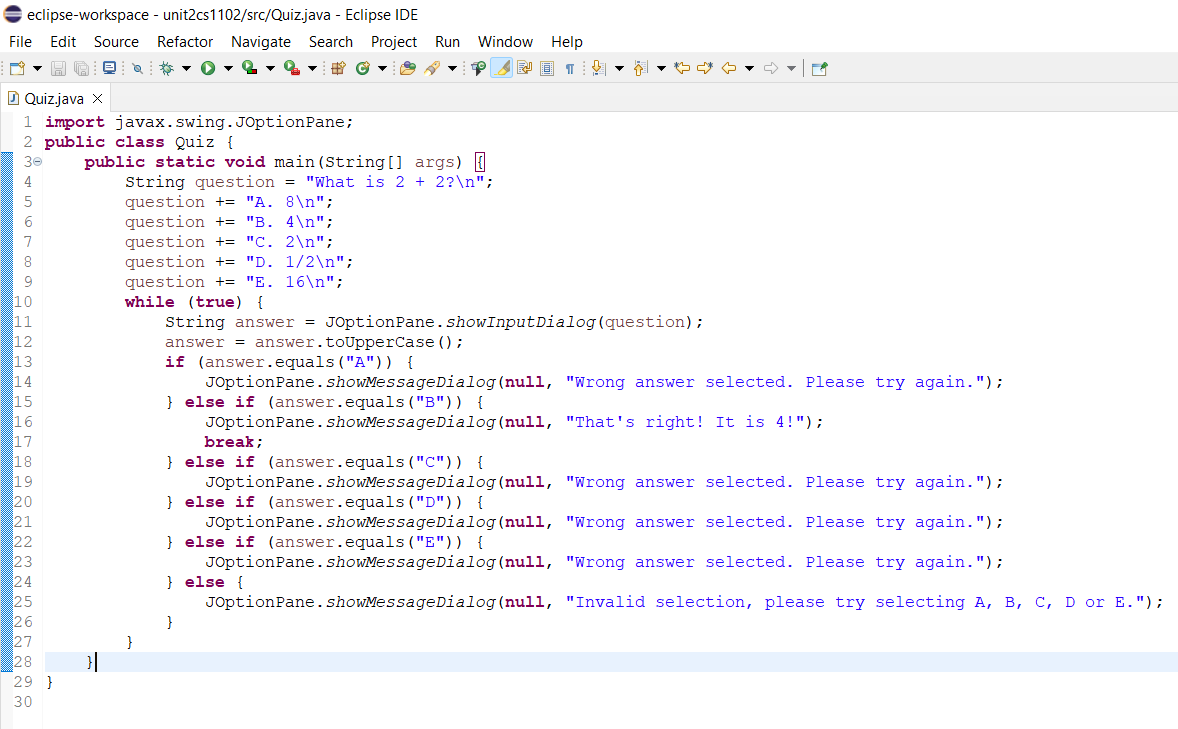 eclipse-workspace - unit2cs1102/src/Quiz.java - Eclipse IDE
File Edit Source Refactor Navigate Search Project Run Window Help
Quiz.java
1 import javax.swing.JOptionPane;
2 public class Quiz {
3     public static void main(String[] args) {
4         String question = "What is 2 + 2?\n";
5         question += "A. 8\n";
6         question += "B. 4\n";
7         question += "C. 2\n";
8         question += "D. 1/2\n";
9         question += "E. 16\n";
10         while (true) {
11             String answer = JOptionPane.showInputDialog(question);
12             answer = answer.toUpperCase();
13             if (answer.equals("A")) {
14                 JOptionPane.showMessageDialog(null, "Wrong answer selected. Please try again.");
15             } else if (answer.equals("B")) {
16                 JOptionPane.showMessageDialog(null, "That's right! It is 4!");
17                 break;
18             } else if (answer.equals("C")) {
19                 JOptionPane.showMessageDialog(null, "Wrong answer selected. Please try again.");
20             } else if (answer.equals("D")) {
21                 JOptionPane.showMessageDialog(null, "Wrong answer selected. Please try again.");
22             } else if (answer.equals("E")) {
23                 JOptionPane.showMessageDialog(null, "Wrong answer selected. Please try again.");
24             } else {
25                 JOptionPane.showMessageDialog(null, "Invalid selection, please try selecting A, B, C, D or E.");
26             }
27         }
28     }
29 }
30